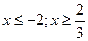 x ≤ −2; x ≥ 2/3